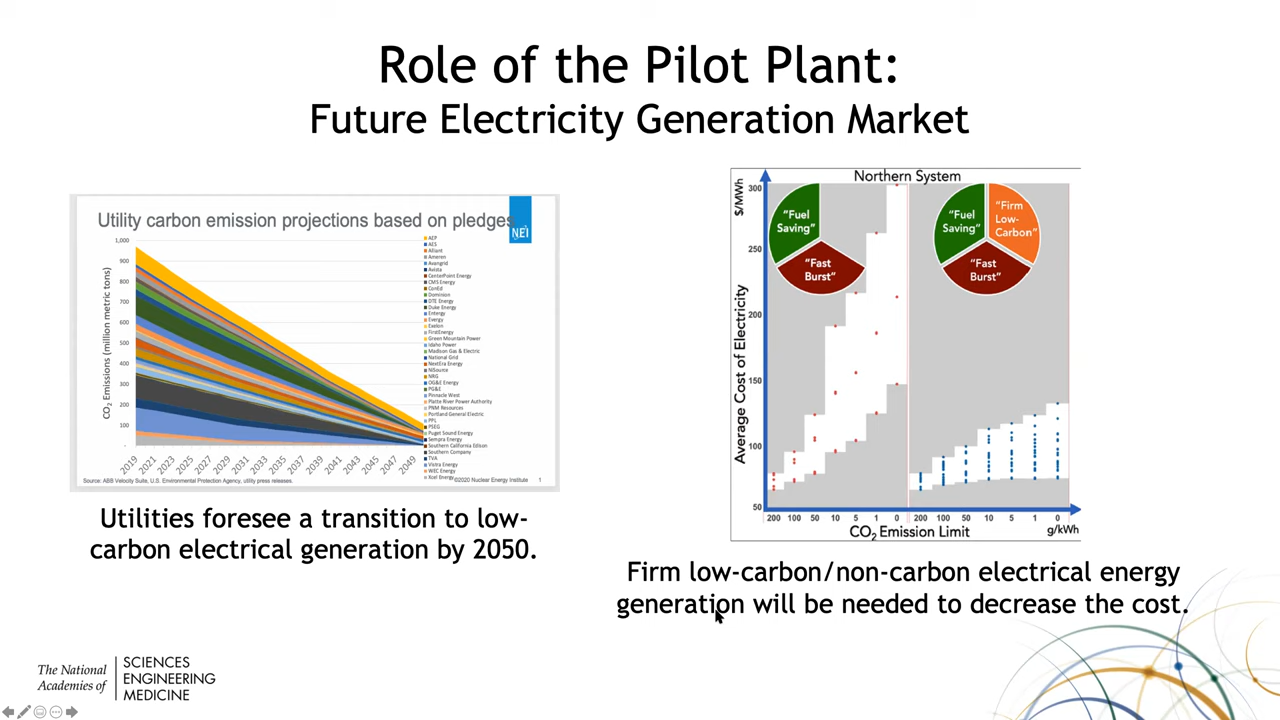 Role of the Pilot Plant:
Future Electricity Generation Market
Utility carbon emission projections based on pledges
NEI
CO2 Emissions (million metric tons)
1,000
900
800
700
600
500
400
300
200
100
-
2019
2021
2023
2025
2027
2029
2031
2033
2035
2037
2039
2041
2043
2045
2047
2049
AEP
AES
Alliant
Ameren
Avangrid
Avista
CenterPoint Energy
CMS Energy
ConEd
Dominion
DTE Energy
Duke Energy
Entergy
Evergy
Exelon
FirstEnergy
Green Mountain Power
Idaho Power
Madison Gas & Electric
National Grid
NextEra Energy
NiSource
NRG
OG&E Energy
PG&E
Pinnacle West
Platte River Power Authority
PNM Resources
Portland General Electric
PPL
PSEG
Puget Sound Energy
Sempra Energy
Southern California Edison
Southern Company
TVA
Vistra Energy
WEC Energy
Xcel Energy
Source: ABB Velocity Suite, U.S. Environmental Protection Agency, utility press releases.
©2020 Nuclear Energy Institute
1
Utilities foresee a transition to low-
carbon electrical generation by 2050.
Northern System
$/MWh
Average Cost of Electricity
300
250
200
150
100
50
"Fuel
Saving"
"Fast
Burst"
"Fuel
Saving"
"Firm
Low-
Carbon"
"Fast
Burst"
200 100 50 10 5 1 0 200 100 50 10 5 1 0
CO2 Emission Limit
g/kWh
Firm low-carbon/non-carbon electrical energy
generation will be needed to decrease the cost.
The National
Academies of
SCIENCES
ENGINEERING
MEDICINE